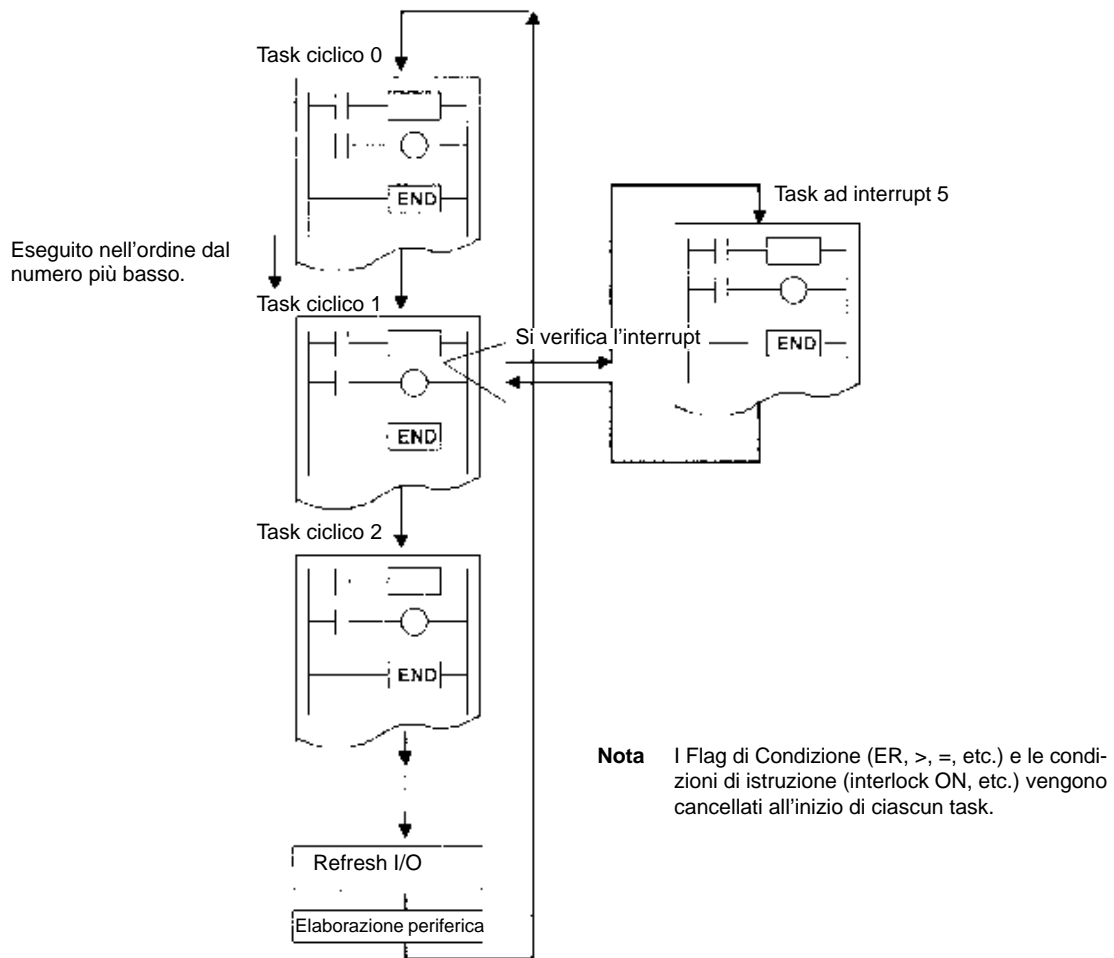 Task ciclico 0
END
Eseguito nell'ordine dal
numero più basso.
Task ciclico 1
END
Si verifica l'interrupt
Task ad interrupt 5
END
Task ciclico 2
END
Nota I Flag di Condizione (ER, >, =, etc.) e le condi-
zioni di istruzione (interlock ON, etc.) vengono
cancellati all'inizio di ciascun task.
Refresh I/O
Elaborazione periferica